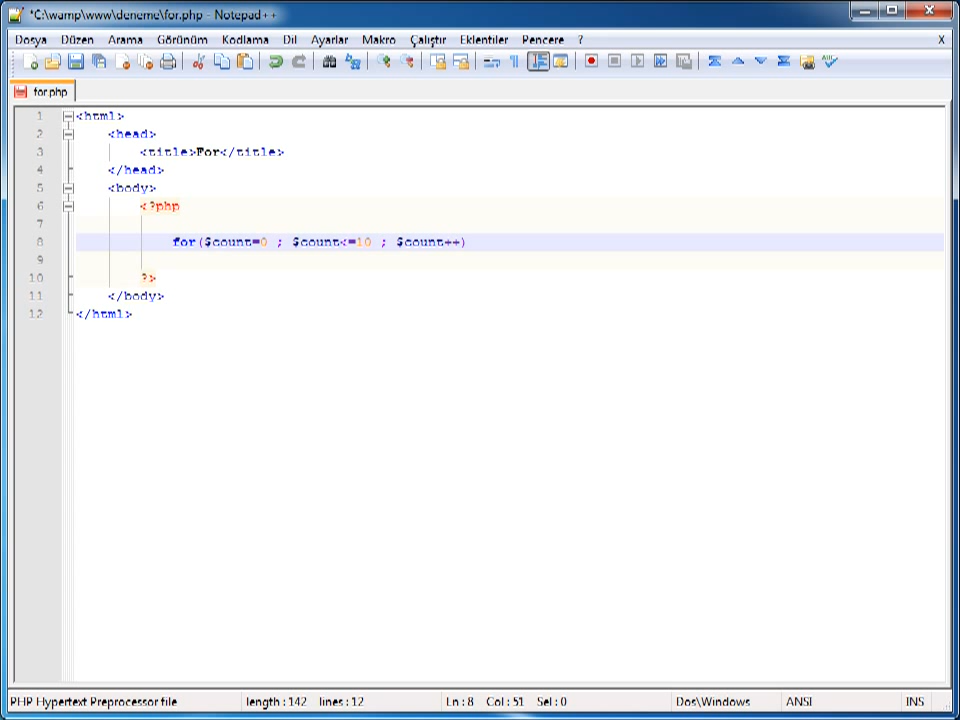 *C:\wamp\www\deneme\for.php - Notepad++
Dosya Düzen Arama Görünüm Kodlama Dil Ayarlar Makro Çalıştır Eklentiler Pencere ? X
for.php
1 <html>
2 <head>
3 <title>For</title>
4 </head>
5 <body>
6 <?php
7
8 for($count=0 ; $count<=10 ; $count++)
9
10 ?>
11 </body>
12 </html>
PHP Hypertext Preprocessor file length : 142 lines : 12 Ln : 8 Col : 51 Sel : 0 Dos\Windows ANSI INS